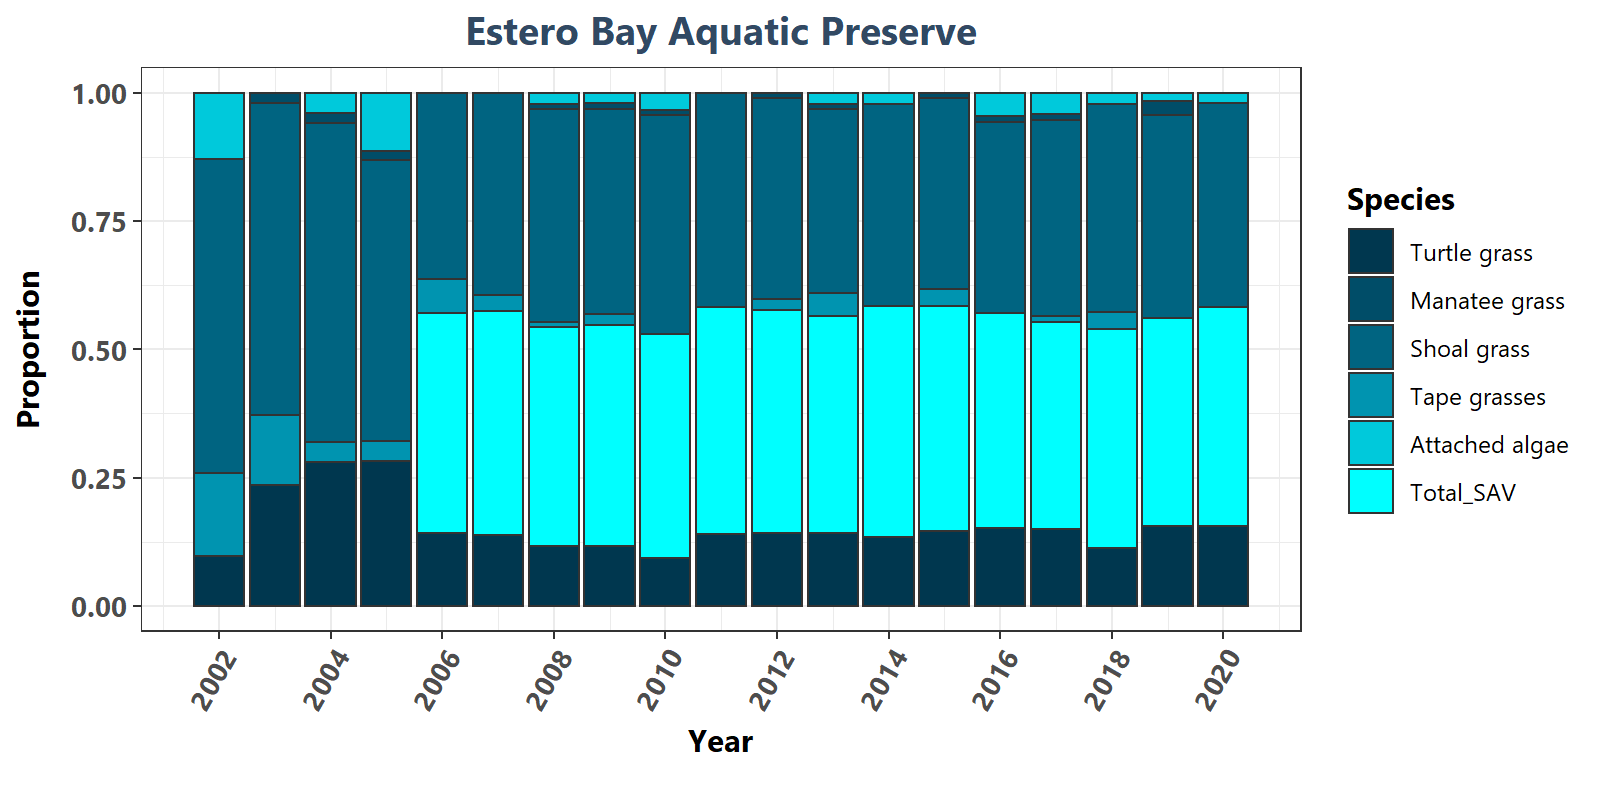 Estero Bay Aquatic Preserve
1.00
0.75
0.50
0.25
0.00
Proportion
2002
2004
2006
2008
2010
2012
2014
2016
2018
2020
Year
Species
Turtle grass
Manatee grass
Shoal grass
Tape grasses
Attached algae
Total_SAV